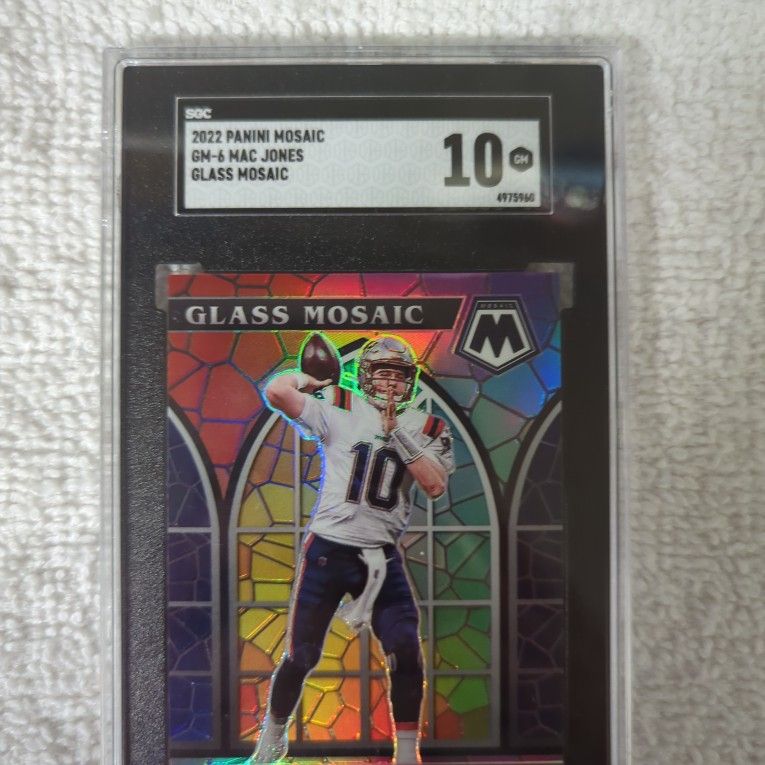 SGC
2022 PANINI MOSAIC
GM-6 MAC JONES
GLASS MOSAIC
10
GM
4975960
GLASS MOSAIC
MOSAIC
M
10